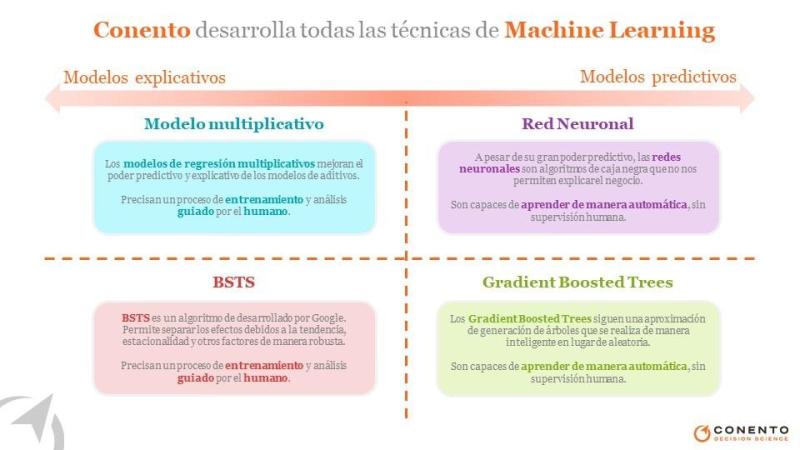 Conento desarrolla todas las técnicas de Machine Learning
Modelos explicativos
Modelos predictivos
Modelo multiplicativo
Los modelos de regresión multiplicativos mejoran el
poder predictivo y explicativo de los modelos de aditivos.
Precisan un proceso de entrenamiento y análisis
guiado por el humano.
Red Neuronal
A pesar de su gran poder predictivo, las redes
neuronales son algoritmos de caja negra que no nos
permiten explicar el negocio.
Son capaces de aprender de manera automática, sin
supervisión humana.
BSTS
BSTS es un algoritmo de desarrollado por Google.
Permite separar los efectos debidos a la tendencia,
estacionalidad y otros factores de manera robusta.
Precisan un proceso de entrenamiento y análisis
guiado por el humano.
Gradient Boosted Trees
Los Gradient Boosted Trees siguen una aproximación
de generación de árboles que se realiza de manera
inteligente en lugar de aleatoria.
Son capaces de aprender de manera automática, sin
supervisión humana.
CONENTO
DECISION SCIENCE